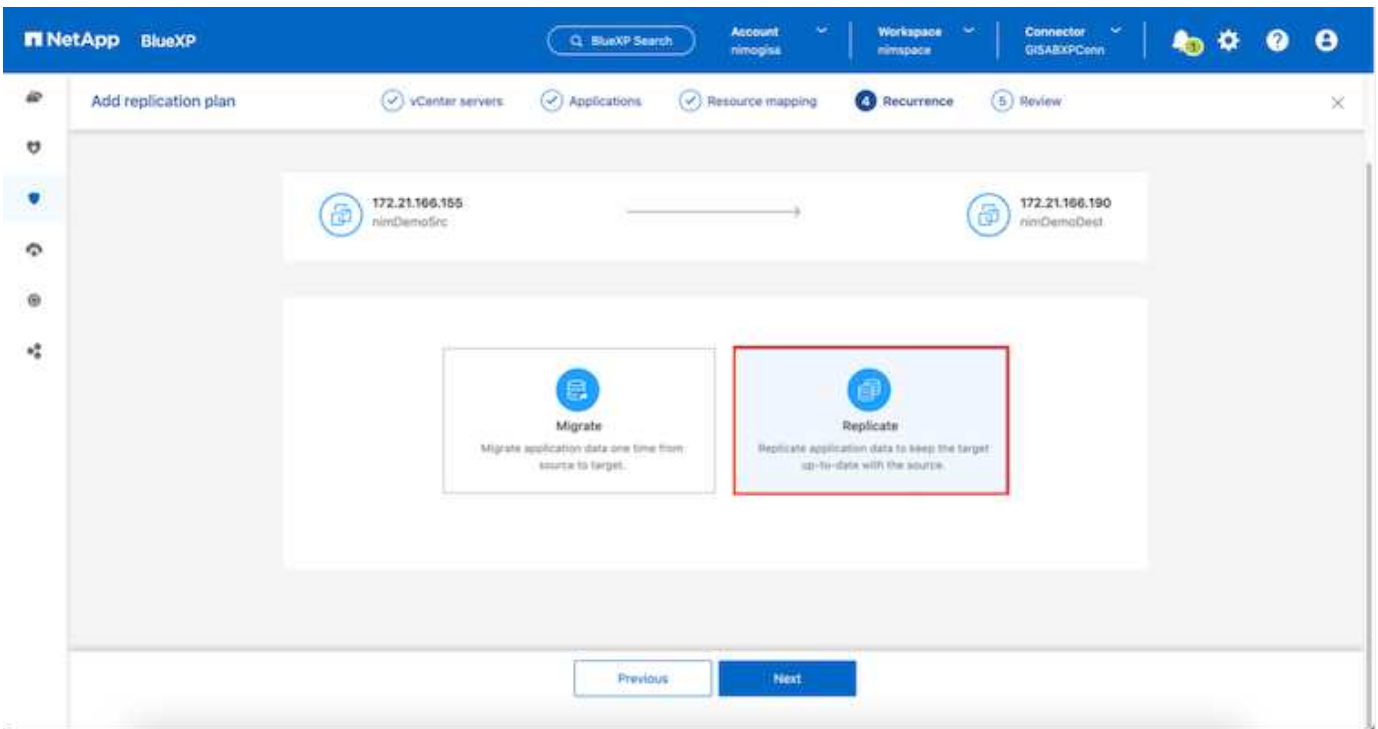 NetApp BlueXP
BlueXP Search
Account
nimogisa
Workspace
nimspace
Connector
GISABXPConn
1
Add replication plan
vCenter servers
Applications
Resource mapping
4 Recurrence
5 Review
172.21.166.155
nimDemoSrc
172.21.166.190
nimDemoDest
Migrate
Migrate application data one time from
source to target.
Replicate
Replicate application data to keep the target
up-to-date with the source.
Previous
Next